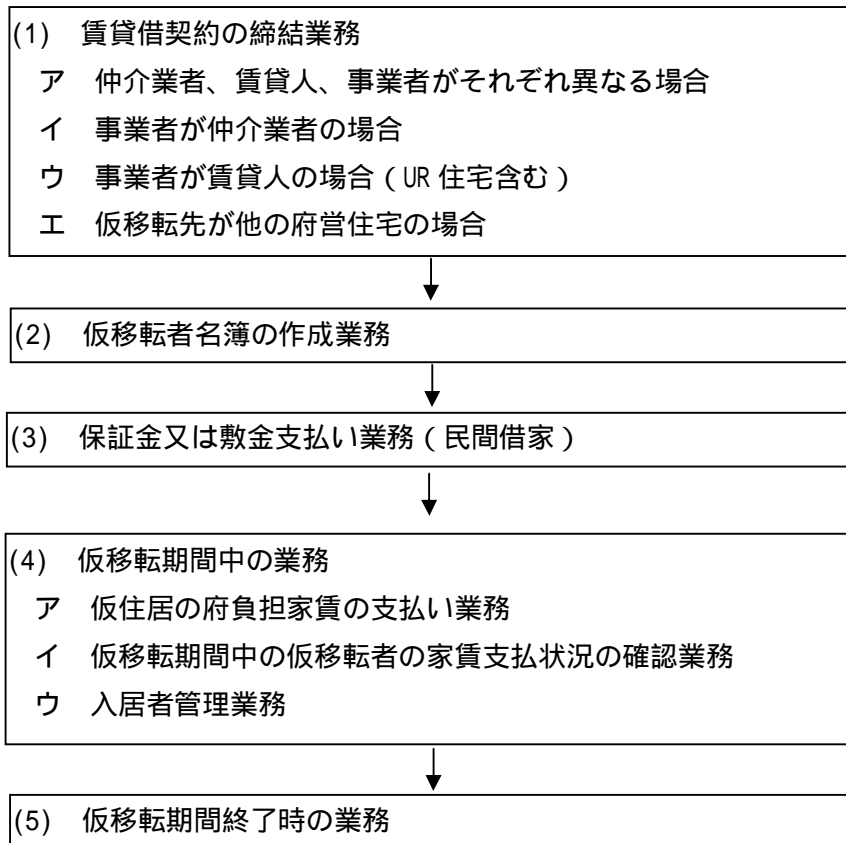 (1) 賃貸借契約の締結業務
ア 仲介業者、賃貸人、事業者がそれぞれ異なる場合
イ 事業者が仲介業者の場合
ウ 事業者が賃貸人の場合(UR 住宅含む)
エ 仮移転先が他の府営住宅の場合
(2) 仮移転者名簿の作成業務
(3) 保証金又は敷金支払い業務(民間借家)
(4) 仮移転期間中の業務
ア 仮住居の府負担家賃の支払い業務
イ 仮移転期間中の仮移転者の家賃支払状況の確認業務
ウ 入居者管理業務
(5) 仮移転期間終了時の業務